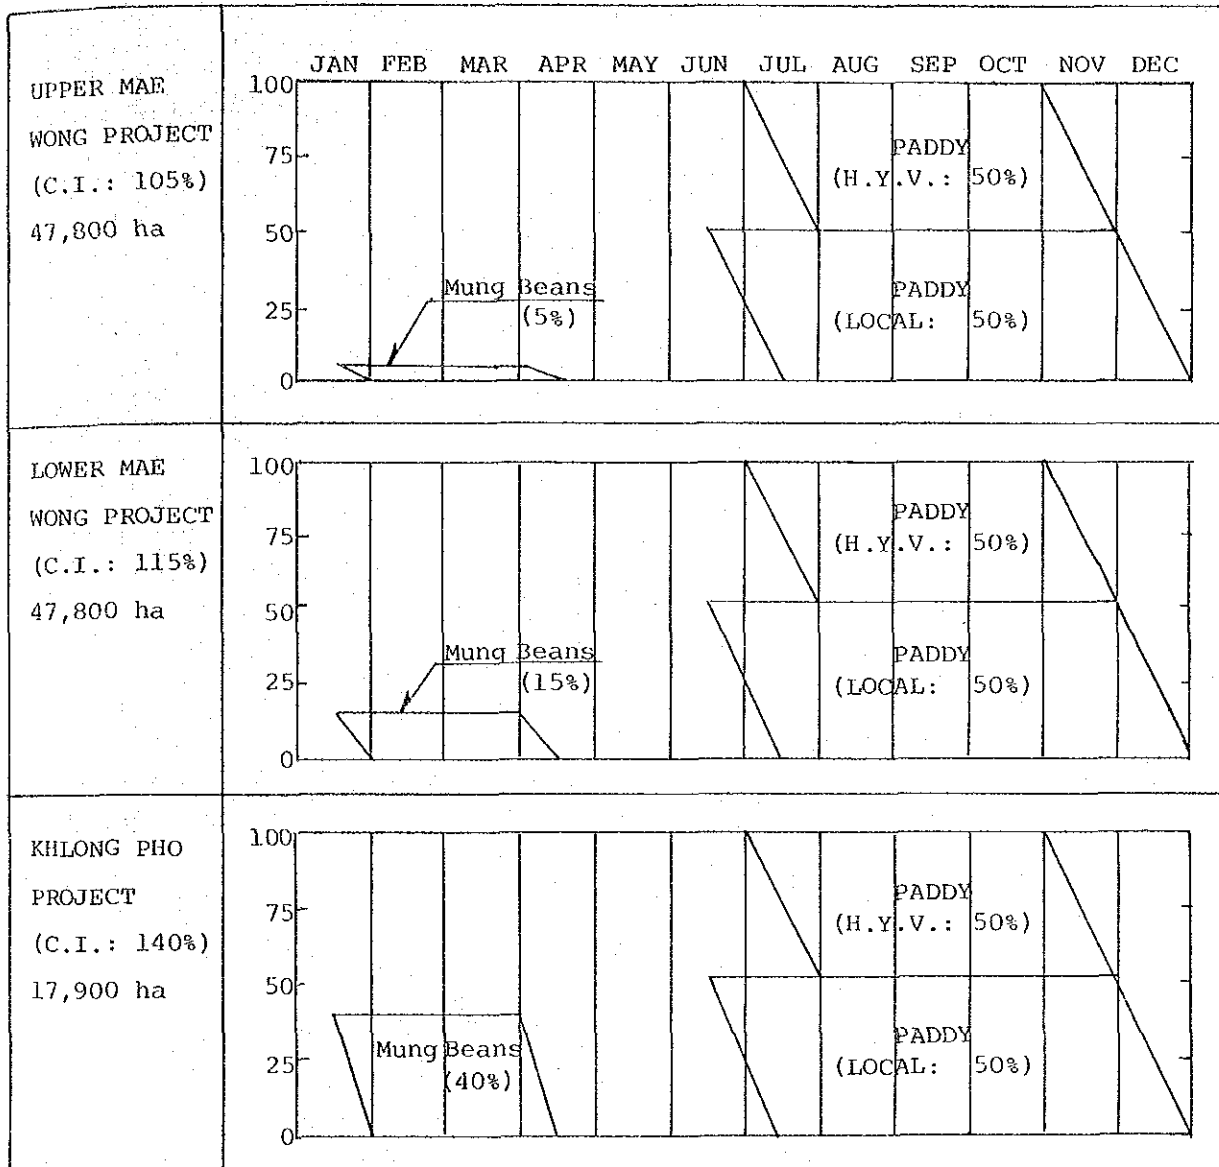 JAN FEB MAR APR MAY JUN JUL AUG SEP OCT NOV DEC
UPPER MAE
WONG PROJECT
(C.I.: 105%)
47,800 ha
100
75
50
25
0
PADDY
(H.Y.V.: 50%)
PADDY
(LOCAL: 50%)
Mung Beans
(5%)
LOWER MAE
WONG PROJECT
(C.I.: 115%)
47,800 ha
100
75
50
25
0
PADDY
(H.Y.V.: 50%)
PADDY
(LOCAL: 50%)
Mung Beans
(15%)
KHLONG PHO
PROJECT
(C.I.: 140%)
17,900 ha
100
75
50
25
0
PADDY
(H.Y.V.: 50%)
PADDY
(LOCAL: 50%)
Mung Beans
(40%)